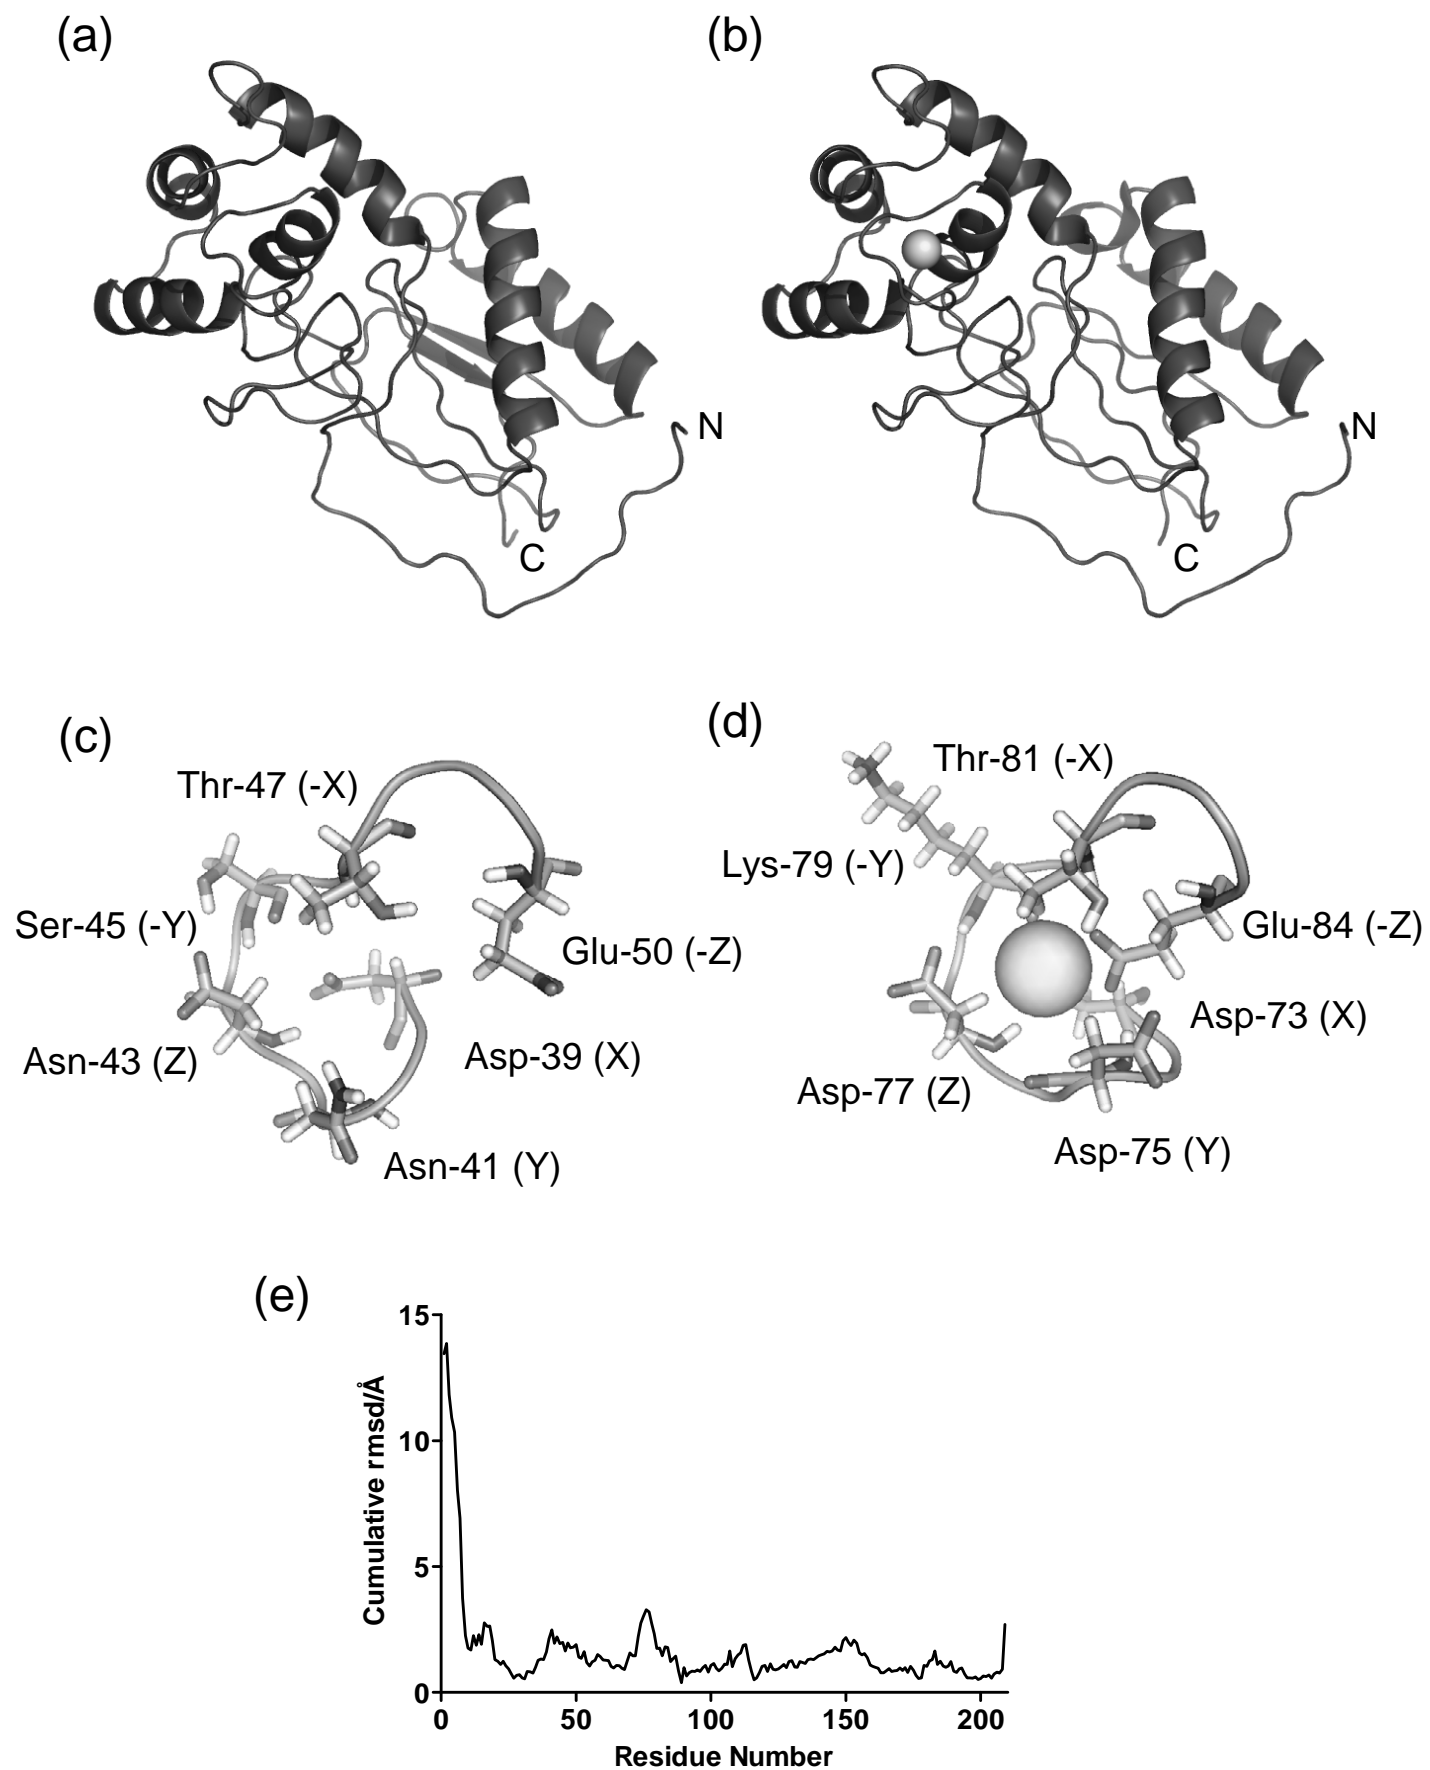 (a)
(b)
N
C
N
C
(c)
Thr-47 (-X)
Ser-45 (-Y)
Glu-50 (-Z)
Asn-43 (Z)
Asp-39 (X)
Asn-41 (Y)
(d)
Thr-81 (-X)
Lys-79 (-Y)
Glu-84 (-Z)
Asp-73 (X)
Asp-77 (Z)
Asp-75 (Y)
(e)
Cumulative rmsd/Å
15
10
5
0
0 50 100 150 200
Residue Number